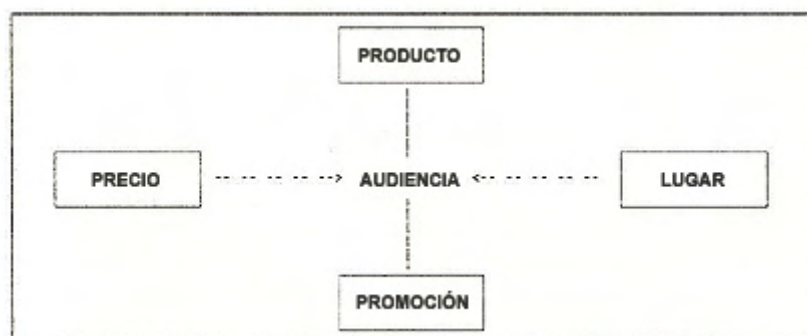 PRODUCTO
PRECIO
AUDIENCIA
LUGAR
PROMOCIÓN